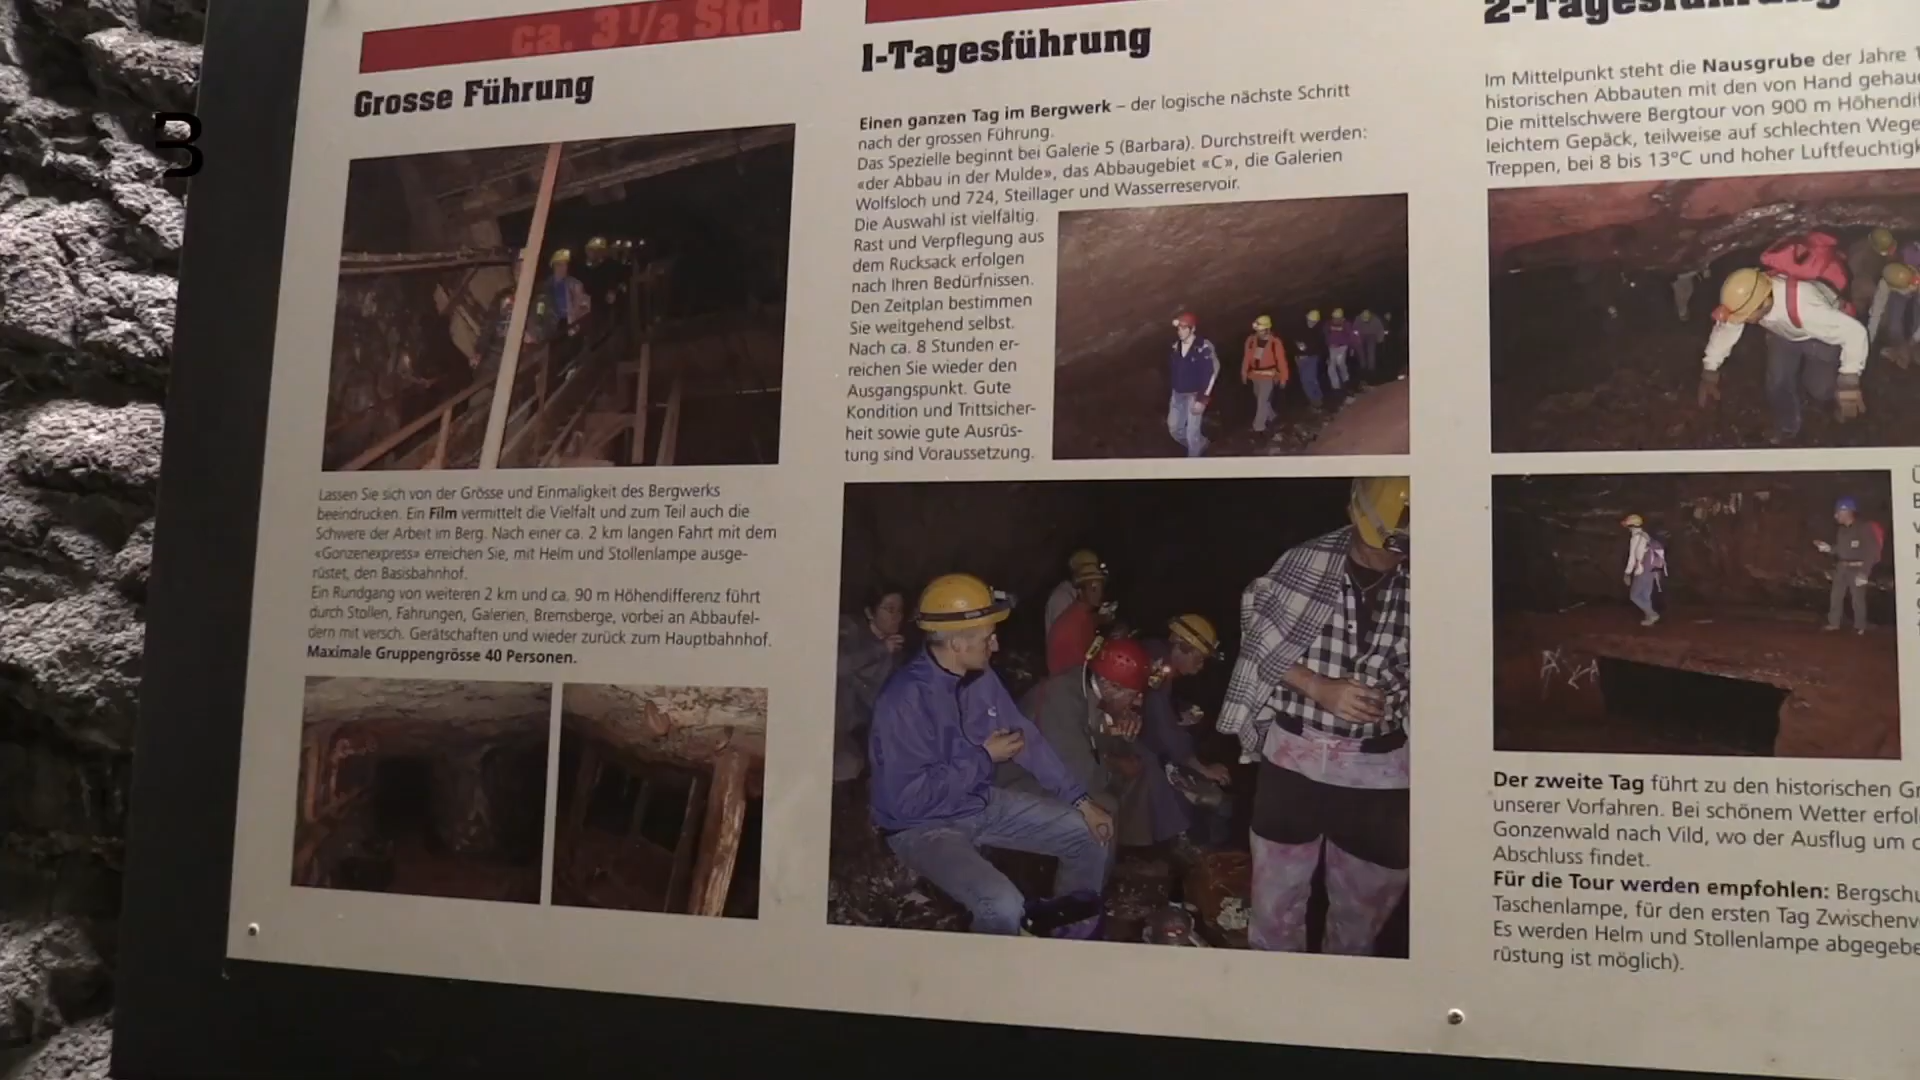 ca. 3½ Std.
Grosse Führung
Lassen Sie sich von der Grösse und Einmaligkeit des Bergwerks
beeindrucken. Ein Film vermittelt die Vielfalt und zum Teil auch die
Schwere der Arbeit im Berg. Nach einer ca. 2 km langen Fahrt mit dem
«Gonzenexpress» erreichen Sie, mit Helm und Stollenlampe ausge-
rüstet, den Basisbahnhof.
Ein Rundgang von weiteren 2 km und ca. 90 m Höhendifferenz führt
durch Stollen, Fahrungen, Galerien, Bremsberge, vorbei an Abbaufel-
dern mit versch. Gerätschaften und wieder zurück zum Hauptbahnhof.
Maximale Gruppengrösse 40 Personen.
1-Tagesführung
Einen ganzen Tag im Bergwerk – der logische nächste Schritt
nach der grossen Führung.
Das Spezielle beginnt bei Galerie 5 (Barbara). Durchstreift werden:
«der Abbau in der Mulde», das Abbaugebiet «C», die Galerien
Wolfsloch und 724, Steillager und Wasserreservoir.
Die Auswahl ist vielfältig.
Rast und Verpflegung aus
dem Rucksack erfolgen
nach Ihren Bedürfnissen.
Den Zeitplan bestimmen
Sie weitgehend selbst.
Nach ca. 8 Stunden er-
reichen Sie wieder den
Ausgangspunkt. Gute
Kondition und Trittsicher-
heit sowie gute Ausrüs-
tung sind Voraussetzung.
2-Tagesführung
Im Mittelpunkt steht die Nausgrube der Jahre
historischen Abbauten mit den von Hand
Die mittelschwere Bergtour von 900 m
leichtem Gepäck, teilweise auf schlechten
Treppen, bei 8 bis 13°C und hoher
Der zweite Tag führt zu den historischen
unserer Vorfahren. Bei schönem Wetter
Gonzenwald nach Vild, wo der Ausflug um
Abschluss findet.
Für die Tour werden empfohlen:
Taschenlampe, für den ersten Tag
Es werden Helm und Stollenlampe
rüstung ist möglich).
B